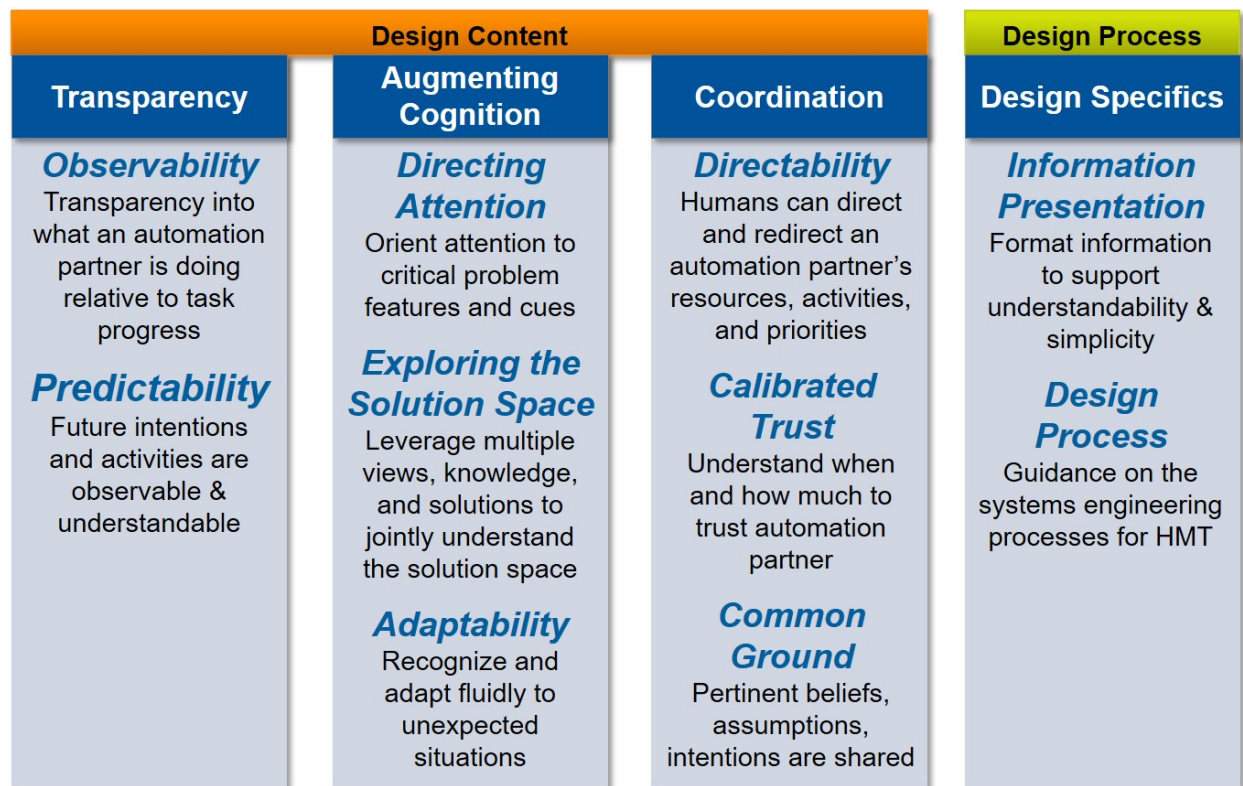 Design Content
Transparency
Observability
Transparency into
what an automation
partner is doing
relative to task
progress
Predictability
Future intentions
and activities are
observable &
understandable
Augmenting
Cognition
Directing
Attention
Orient attention to
critical problem
features and cues
Exploring the
Solution Space
Leverage multiple
views, knowledge,
and solutions to
jointly understand
the solution space
Adaptability
Recognize and
adapt fluidly to
unexpected
situations
Coordination
Directability
Humans can direct
and redirect an
automation partner’s
resources, activities,
and priorities
Calibrated
Trust
Understand when
and how much to
trust automation
partner
Common
Ground
Pertinent beliefs,
assumptions,
intentions are shared
Design Process
Design Specifics
Information
Presentation
Format information
to support
understandability &
simplicity
Design
Process
Guidance on the
systems engineering
processes for HMT